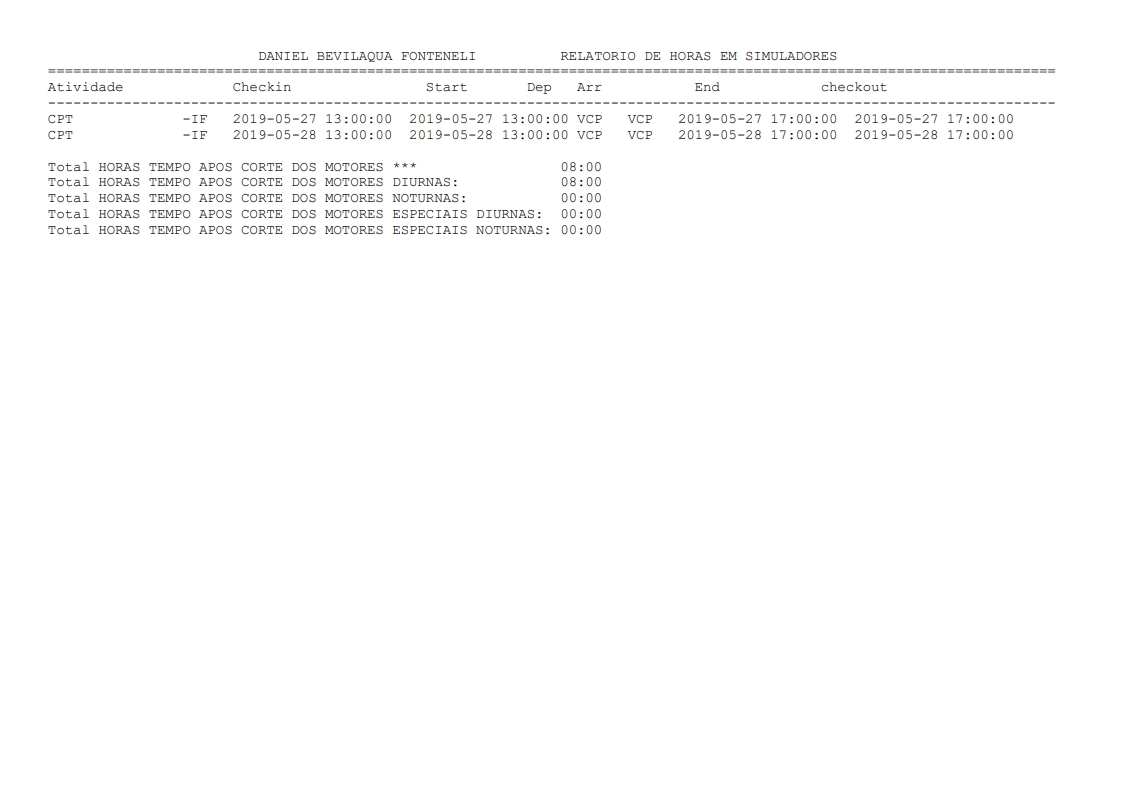 DANIEL BEVILAQUA FONTENELI          RELATORIO DE HORAS EM SIMULADORES
========================================================================================================================
Atividade             Checkin                Start       Dep   Arr           End            checkout
------------------------------------------------------------------------------------------------------------------------
CPT             -IF   2019-05-27 13:00:00  2019-05-27 13:00:00 VCP   VCP   2019-05-27 17:00:00  2019-05-27 17:00:00
CPT             -IF   2019-05-28 13:00:00  2019-05-28 13:00:00 VCP   VCP   2019-05-28 17:00:00  2019-05-28 17:00:00
Total HORAS TEMPO APOS CORTE DOS MOTORES ***                 08:00
Total HORAS TEMPO APOS CORTE DOS MOTORES DIURNAS:            08:00
Total HORAS TEMPO APOS CORTE DOS MOTORES NOTURNAS:           00:00
Total HORAS TEMPO APOS CORTE DOS MOTORES ESPECIAIS DIURNAS:  00:00
Total HORAS TEMPO APOS CORTE DOS MOTORES ESPECIAIS NOTURNAS: 00:00